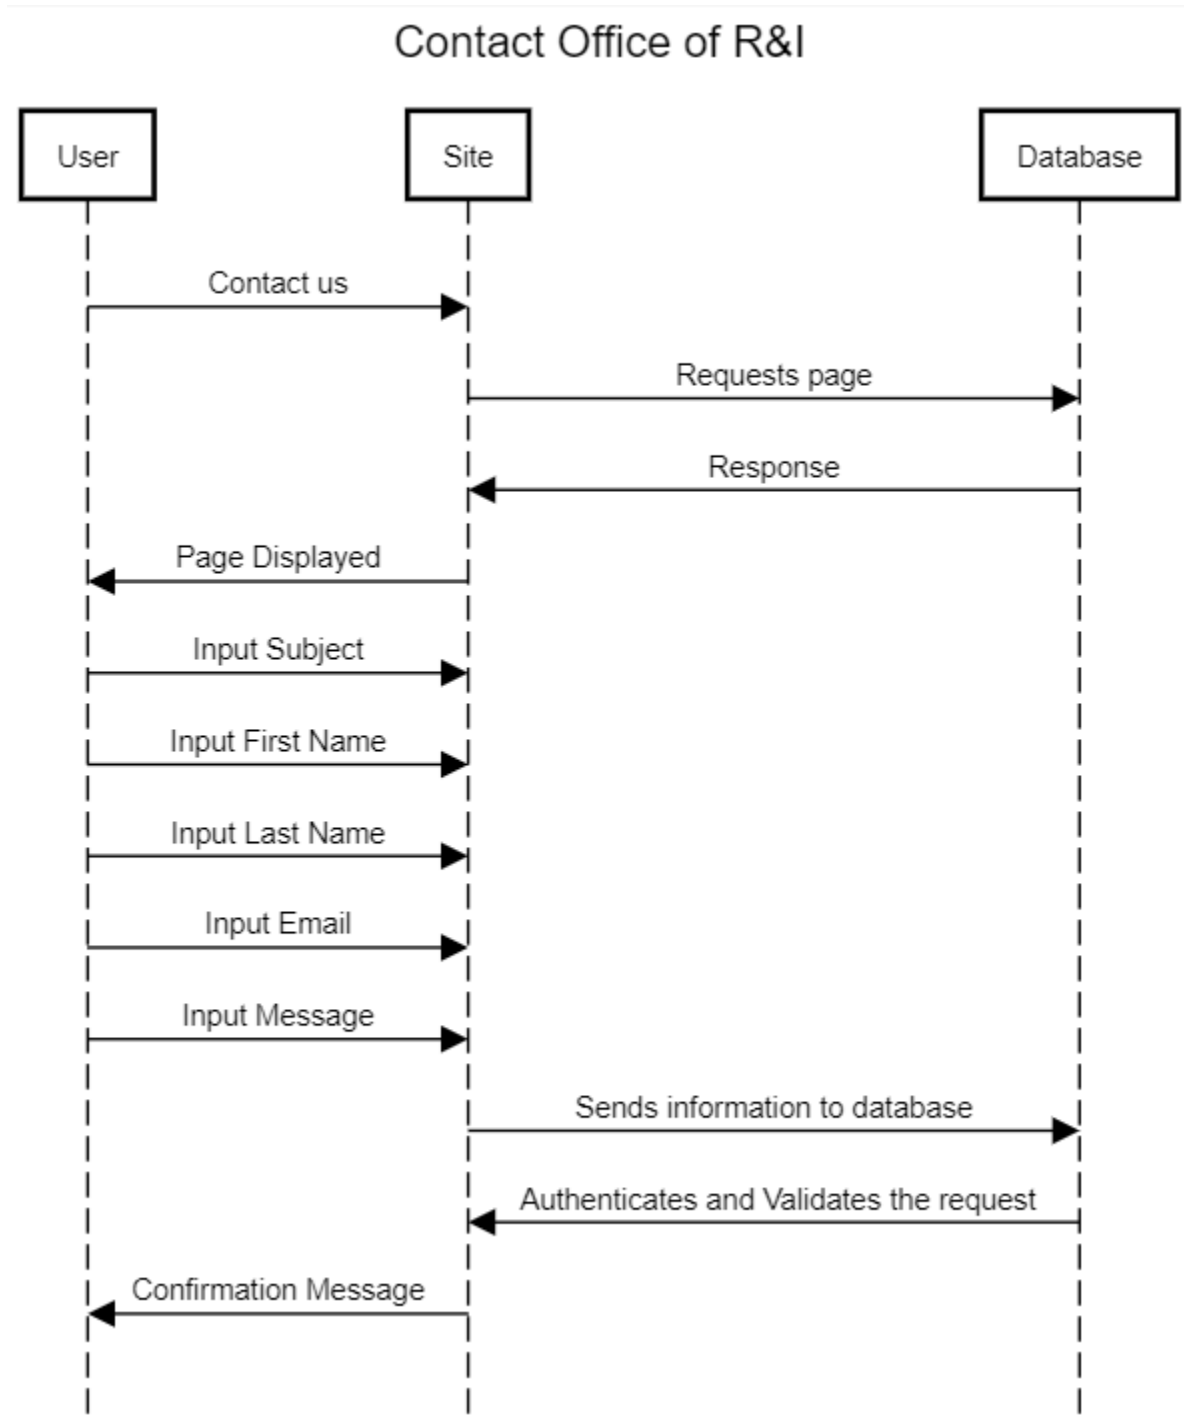 Contact Office of R&I
User
Site
Database
Contact us
Requests page
Response
Page Displayed
Input Subject
Input First Name
Input Last Name
Input Email
Input Message
Sends information to database
Authenticates and Validates the request
Confirmation Message